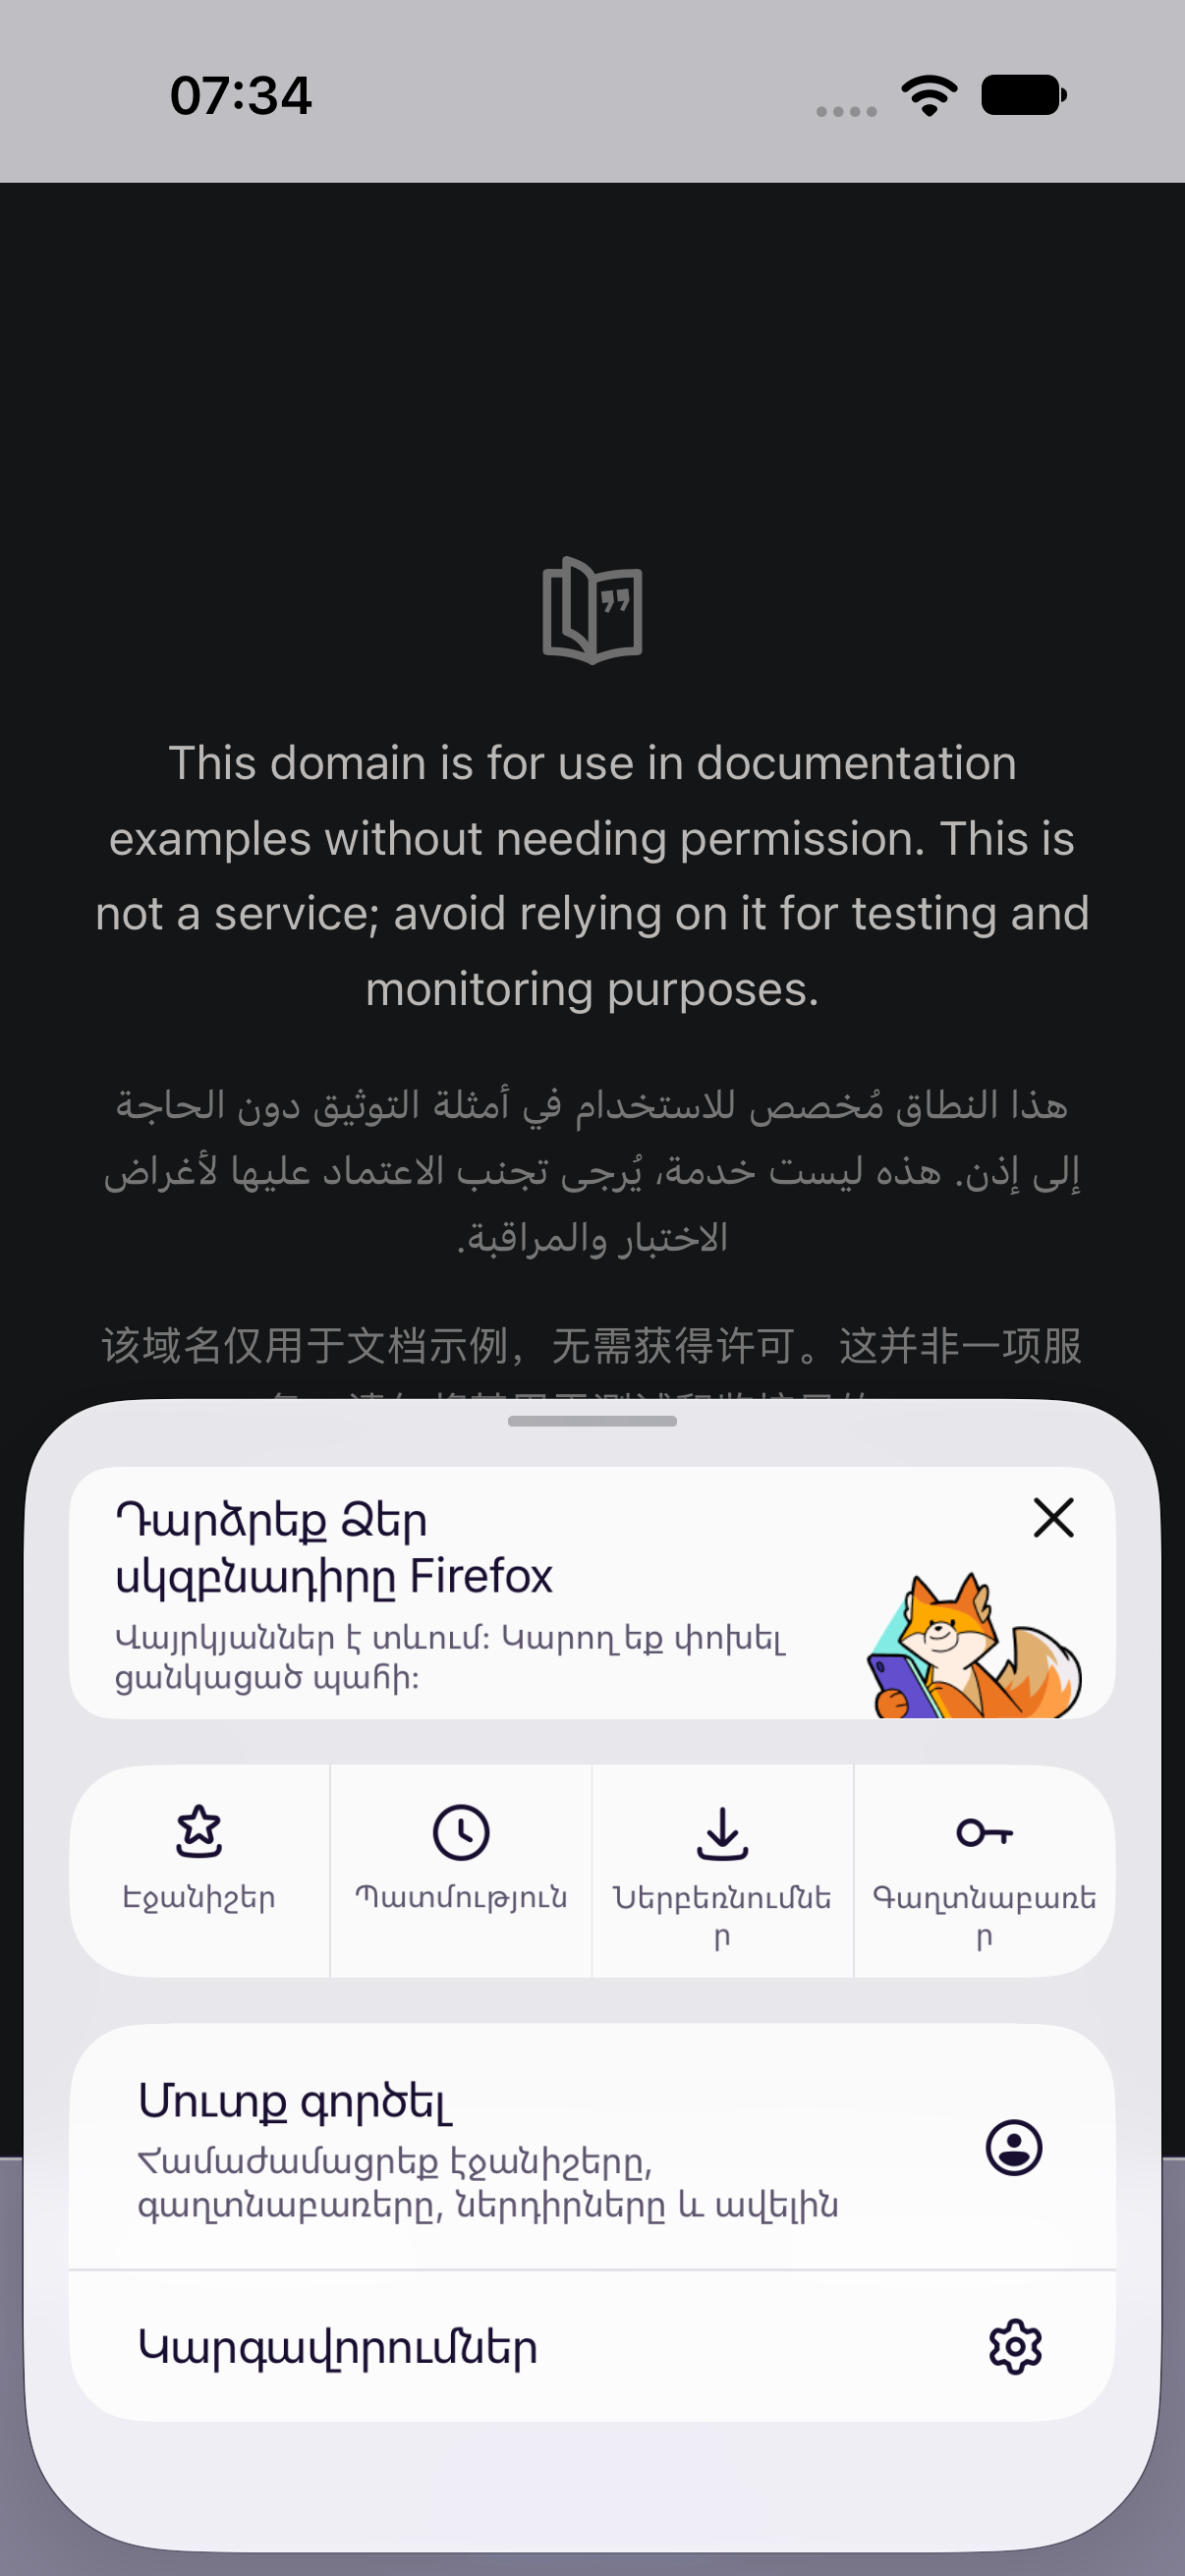 07:34
This domain is for use in documentation
examples without needing permission. This is
not a service; avoid relying on it for testing and
monitoring purposes.
هذا النطاق مُخصص للاستخدام في أمثلة التوثيق دون الحاجة
إلى إذن. هذه ليست خدمة، يُرجى تجنب الاعتماد عليها لأغراض
الاختبار والمراقبة.
该域名仅用于文档示例，无需获得许可。这并非一项服
Դարձրեք Ձեր
սկզբնադիրը Firefox
Վայրկյաններ է տևում: Կարող եք փոխել
ցանկացած պահի:
Էջանիշեր
Պատմություն
Ներբեռնումնե
ր
Գաղտնաբառե
ր
Մուտք գործել
Համաժամացրեք էջանիշերը,
գաղտնաբառերը, ներդիրները և ավելին
Կարգավորումներ